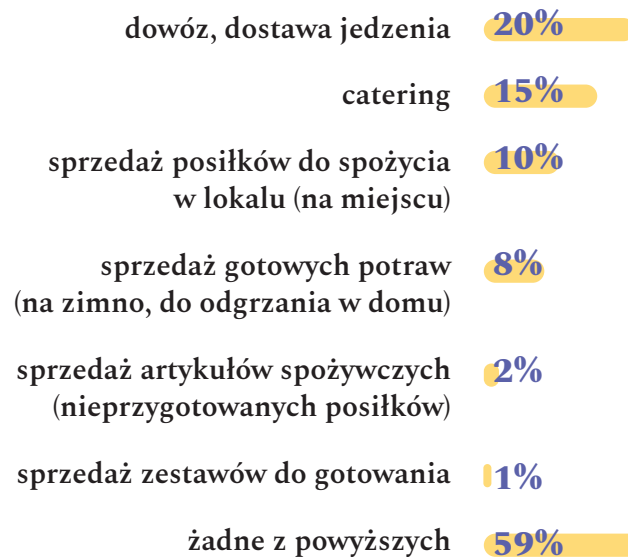 dowóz, dostawa jedzenia 20%
catering 15%
sprzedaż posiłków do spożycia 10%
w lokalu (na miejscu)
sprzedaż gotowych potraw 8%
(na zimno, do odgrzania w domu)
sprzedaż artykułów spożywczych 2%
(nieprzygotowanych posiłków)
sprzedaż zestawów do gotowania 1%
żadne z powyższych 59%